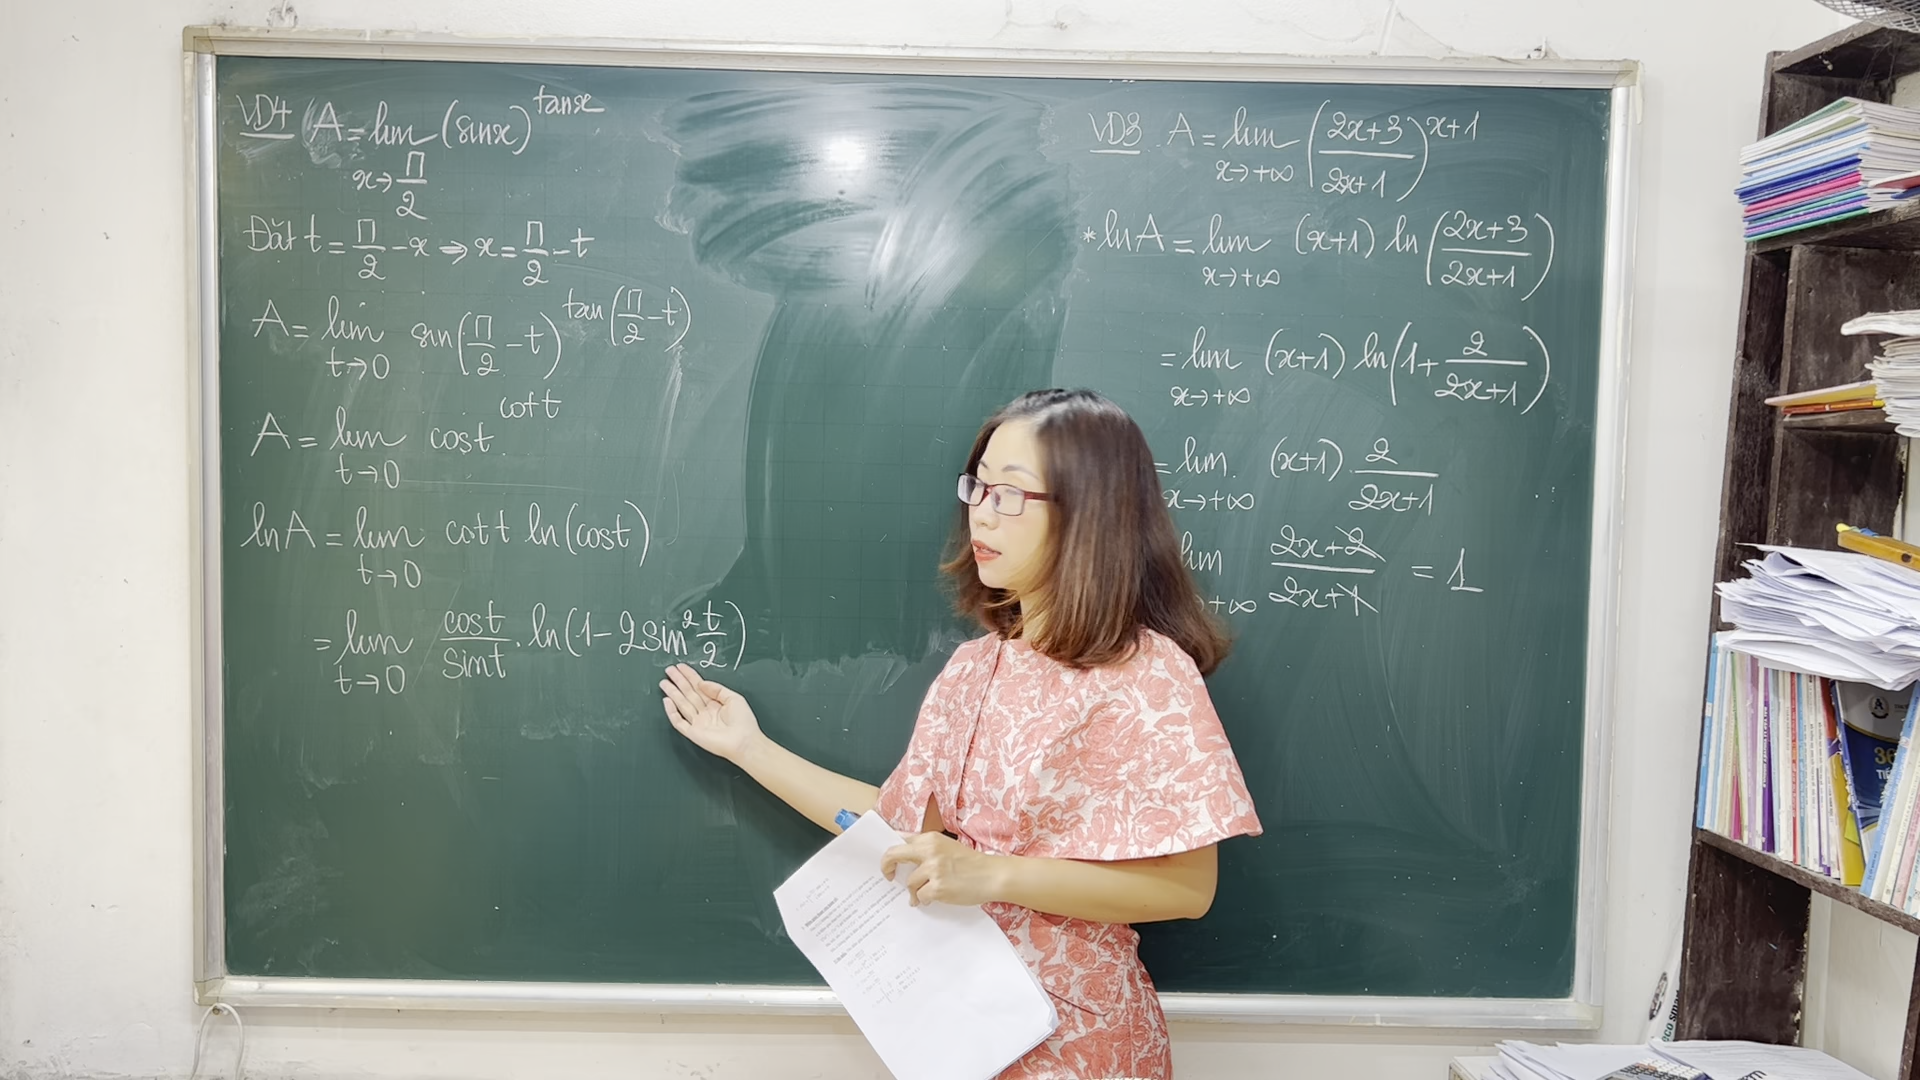 VD4 A = lim (sinx)^tanx
x→π/2
Đặt t = π/2 - x ⇒ x = π/2 - t
A = lim sin(π/2 - t)^tan(π/2 - t)
t→0
A = lim cost^cott
t→0
lnA = lim cott ln(cost)
t→0
= lim cost/sint . ln(1 - 2sin²t/2)
t→0
VD3. A = lim ((2x+3)/(2x+1))^x+1
x→+∞
* lnA = lim (x+1) ln((2x+3)/(2x+1))
x→+∞
= lim (x+1) ln(1 + 2/(2x+1))
x→+∞
= lim. (x+1). 2/(2x+1)
x→+∞
lim (2x+2)/(2x+1) = 1
→+∞